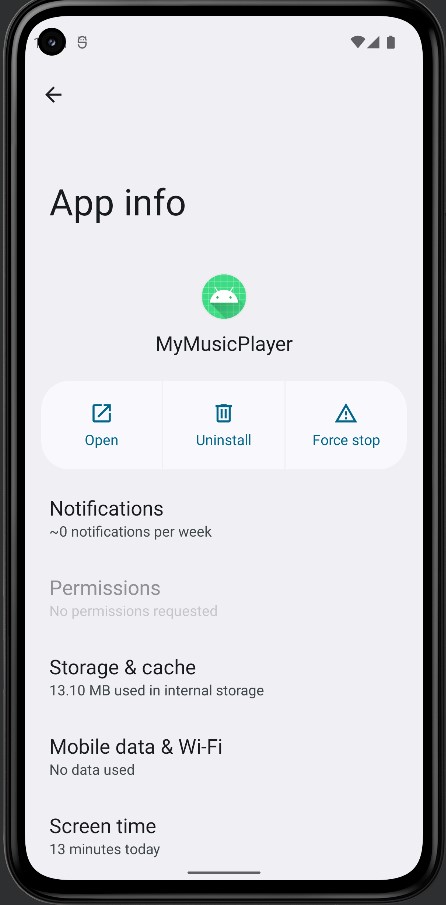 App info
MyMusicPlayer
Open
Uninstall
Force stop
Notifications
~0 notifications per week
Permissions
No permissions requested
Storage & cache
13.10 MB used in internal storage
Mobile data & Wi-Fi
No data used
Screen time
13 minutes today